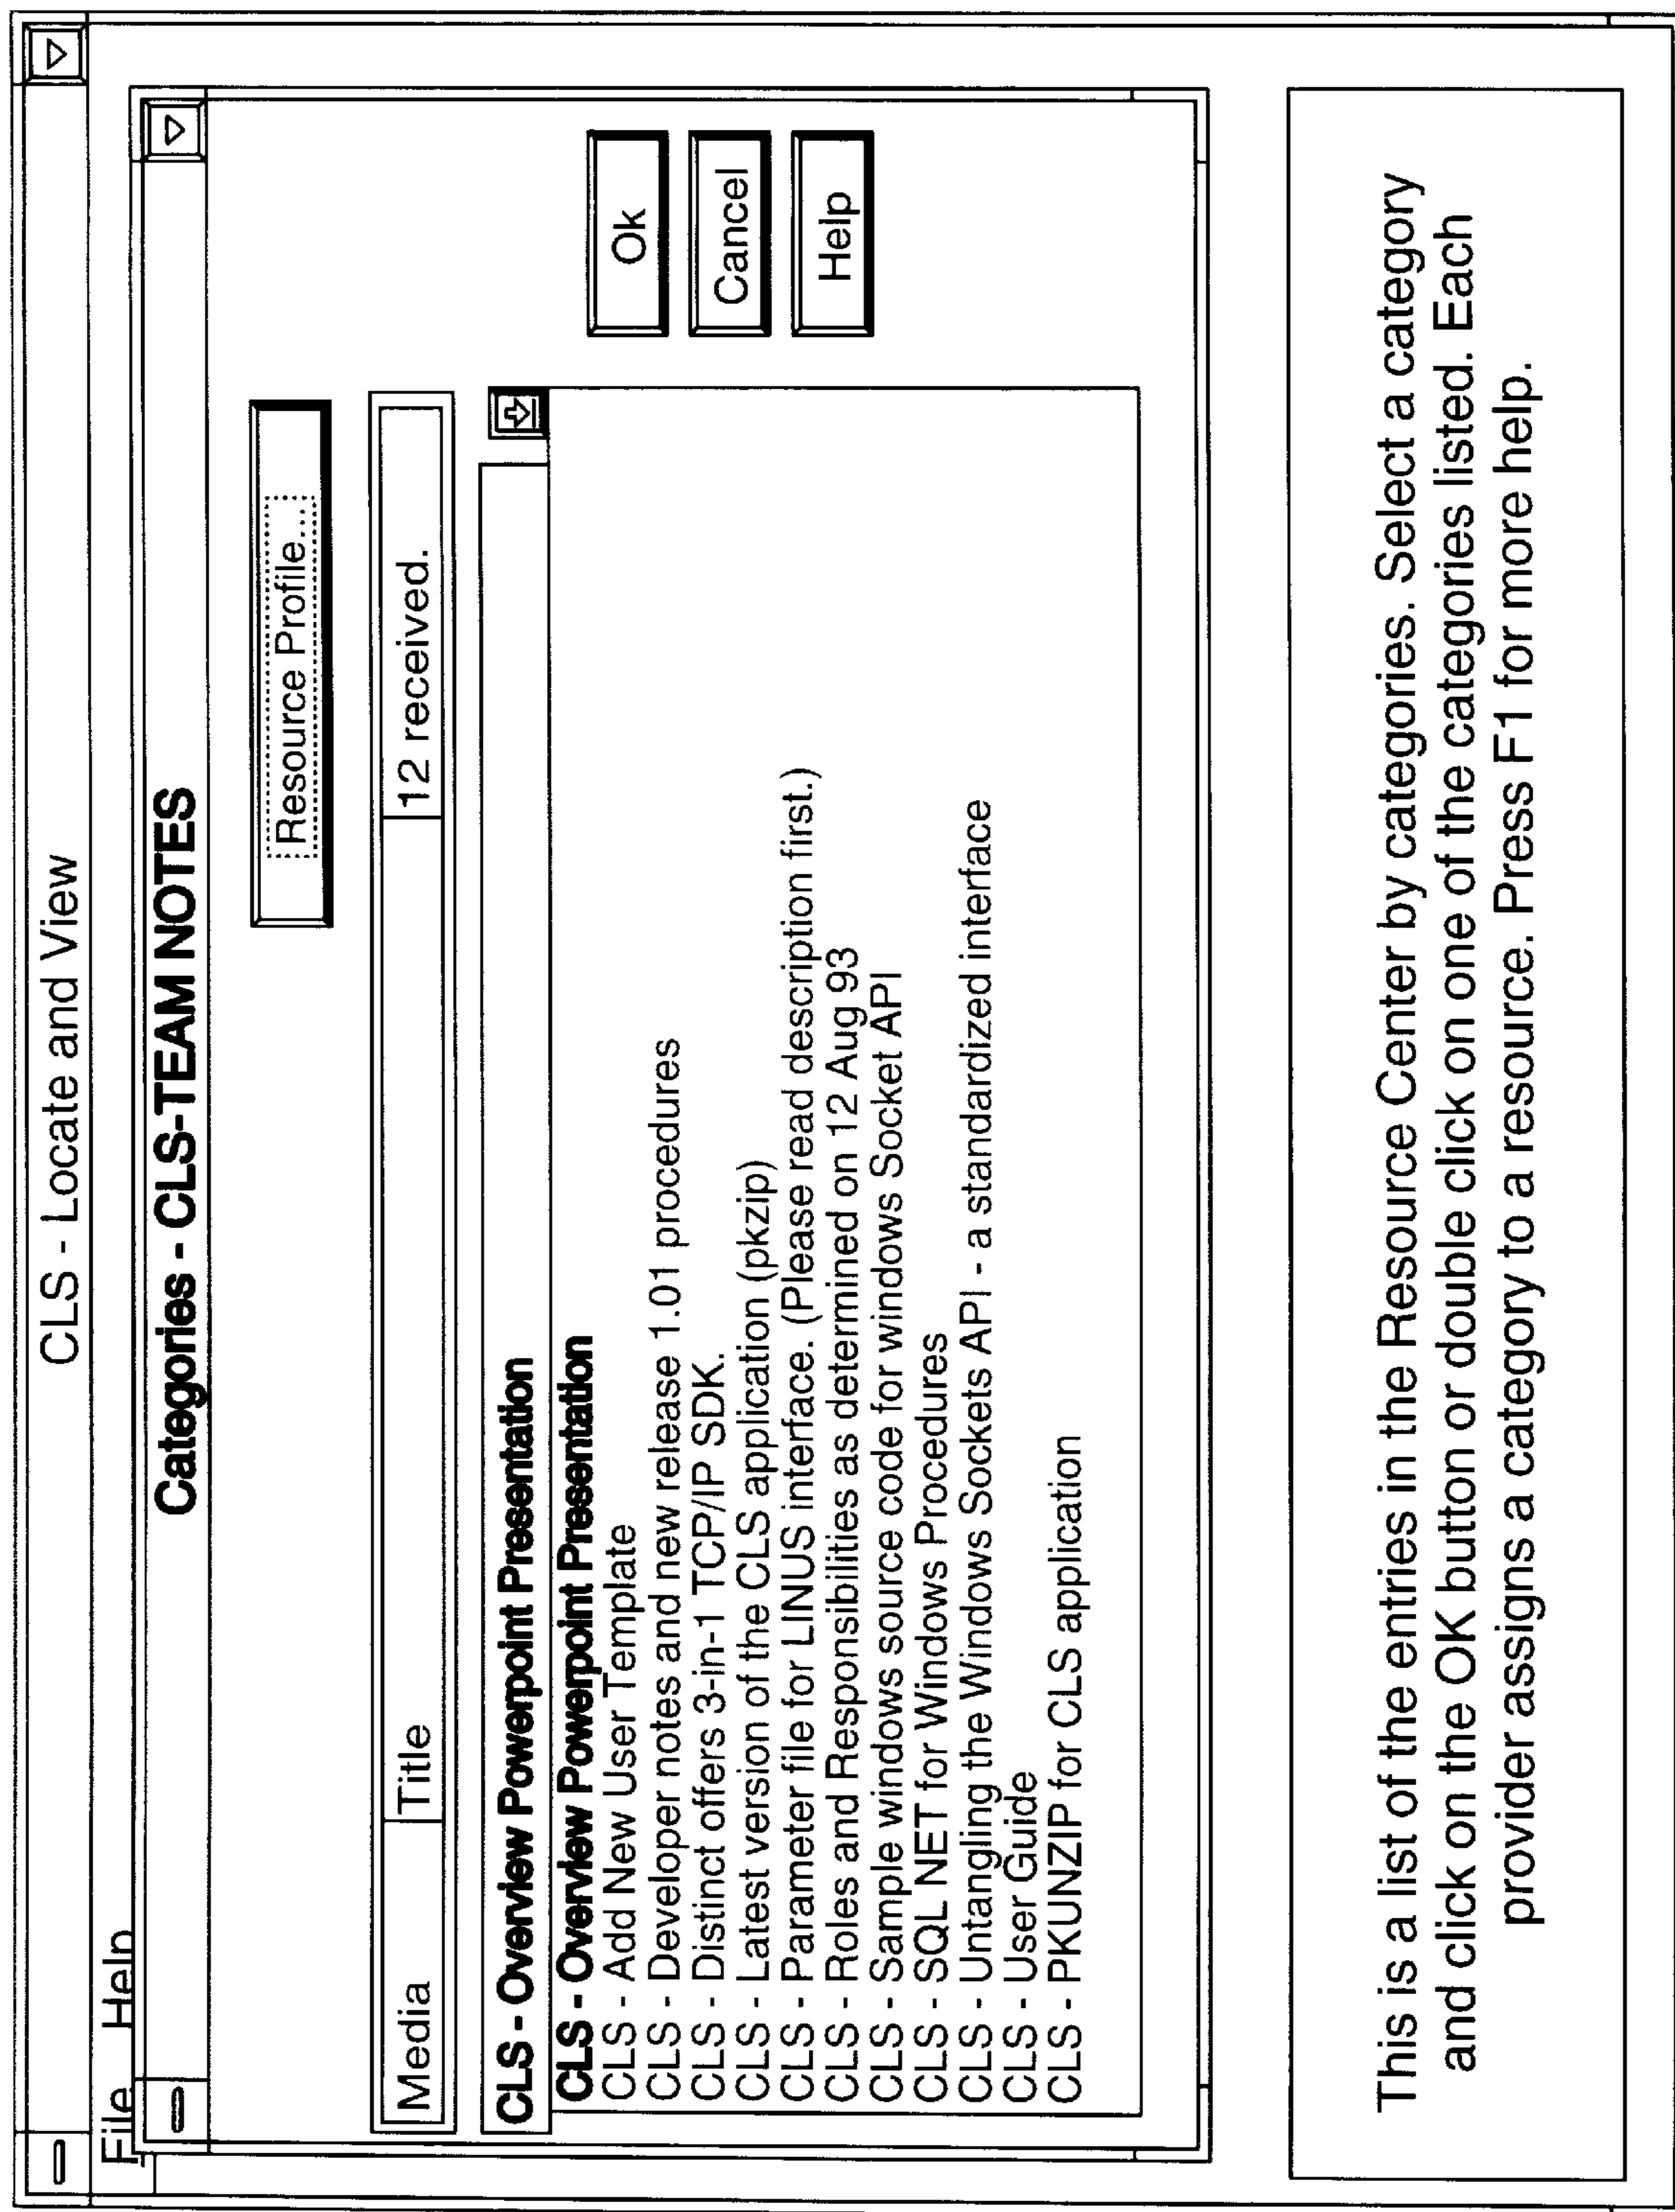 CLS - Locate and View
File Help
Categories - CLS-TEAM NOTES
Resource Profile...
Media Title 12 received.
CLS - Overview Powerpoint Presentation
CLS - Overview Powerpoint Presentation
CLS - Add New User Template
CLS - Developer notes and new release 1.01 procedures
CLS - Distinct offers 3-in-1 TCP/IP SDK.
CLS - Latest version of the CLS application (pkzip)
CLS - Parameter file for LINUS interface. (Please read description first.)
CLS - Roles and Responsibilities as determined on 12 Aug 93
CLS - Sample windows source code for windows Socket API
CLS - SQL NET for Windows Procedures
CLS - Untangling the Windows Sockets API - a standardized interface
CLS - User Guide
CLS - PKUNZIP for CLS application
Ok
Cancel
Help
This is a list of the entries in the Resource Center by categories. Select a category
and click on the OK button or double click on one of the categories listed. Each
provider assigns a category to a resource. Press F1 for more help.